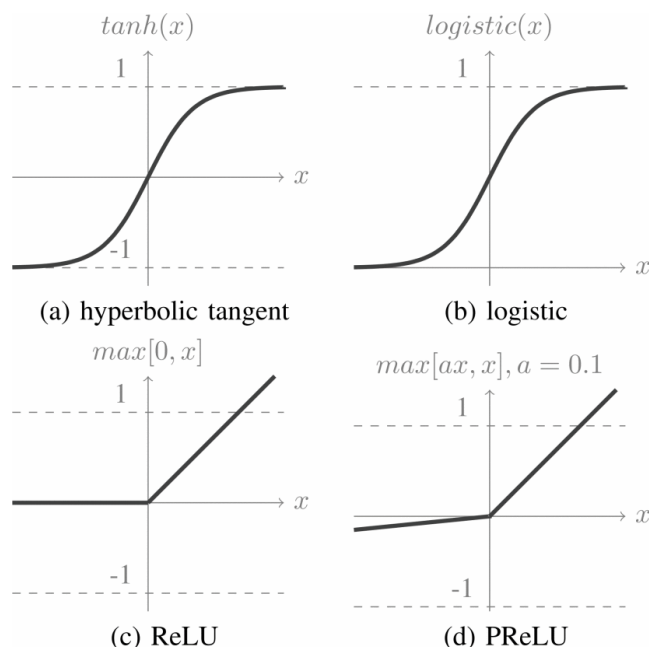 tanh(x)
1
x
-1
(a) hyperbolic tangent
logistic(x)
1
x
(b) logistic
max[0, x]
1
x
-1
(c) ReLU
max[ax, x], a = 0.1
1
x
-1
(d) PReLU